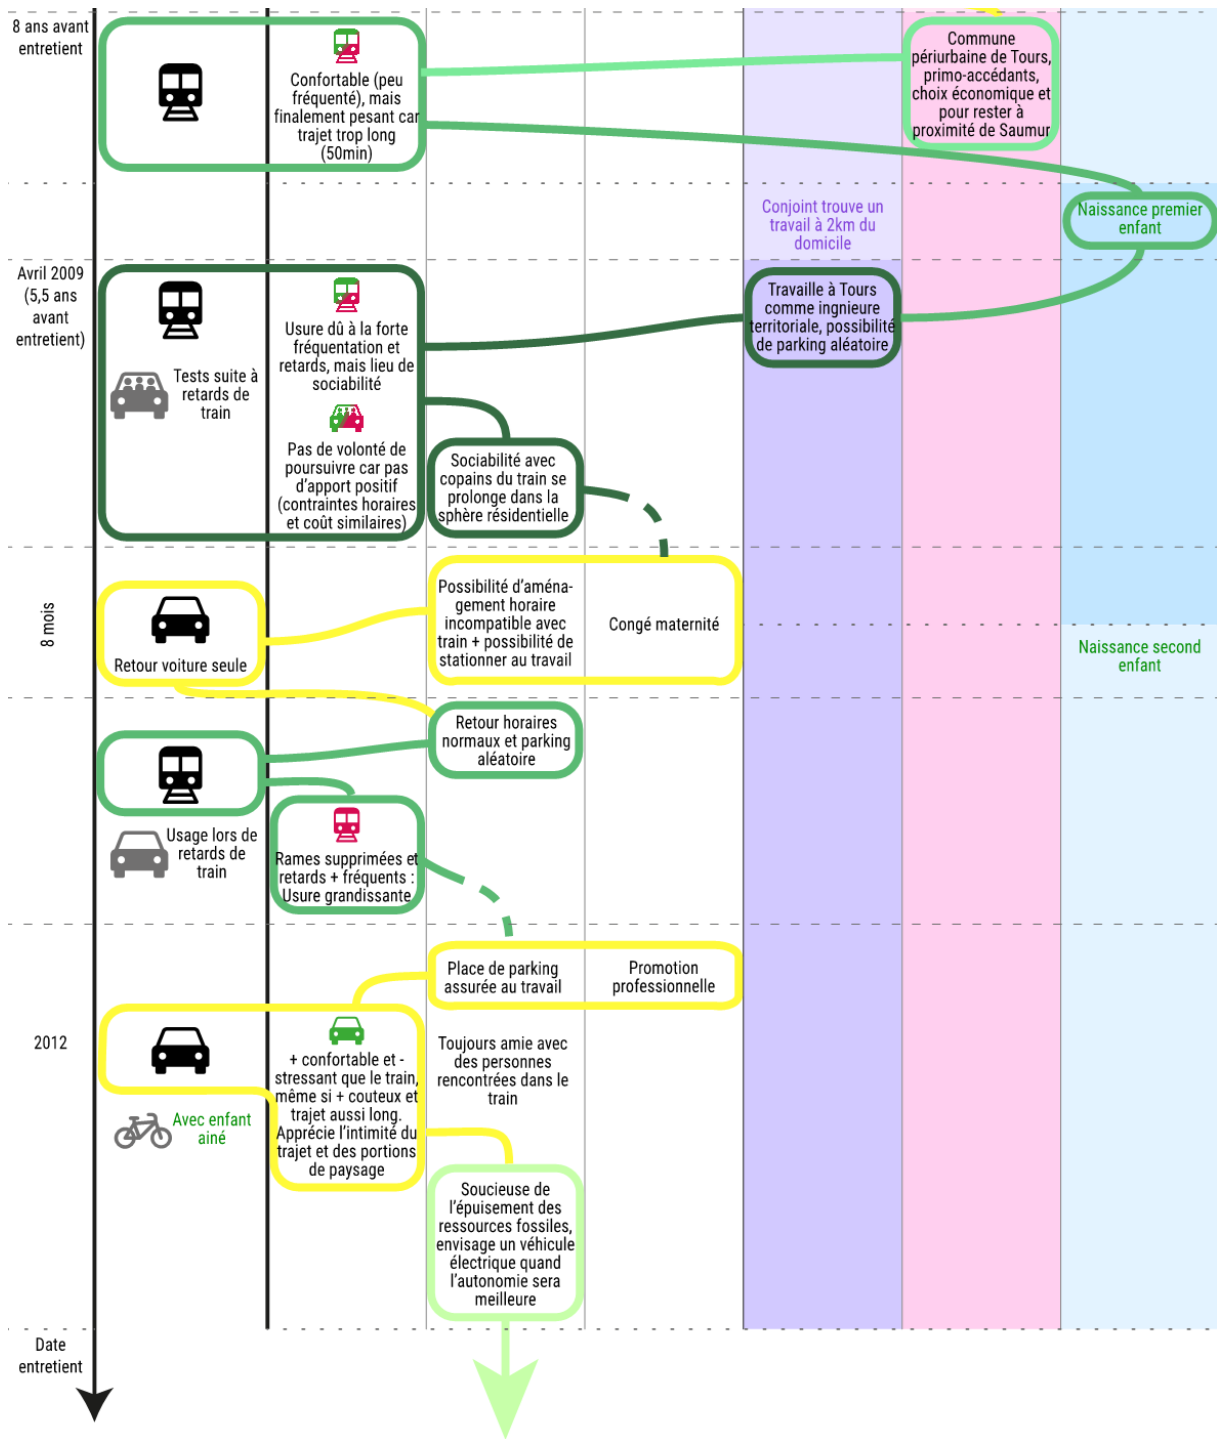 8 ans avant
entretient
Confortable (peu
fréquenté), mais
finalement pesant car
trajet trop long
(50min)
Commune
périurbaine de Tours,
primo-accédants,
choix économique et
pour rester à
proximité de Saumur
Conjoint trouve un
travail à 2km du
domicile
Naissance premier
enfant
Avril 2009
(5,5 ans
avant
entretient)
Tests suite à
retards de
train
Usure dû à la forte
fréquentation et
retards, mais lieu de
sociabilité
Pas de volonté de
poursuivre car pas
d'apport positif
(contraintes horaires
et coût similaires)
Sociabilité avec
copains du train se
prolonge dans la
sphère résidentielle
Travaille à Tours
comme ingnieure
territoriale, possibilité
de parking aléatoire
8 mois
Retour voiture seule
Possibilité d'aména-
gement horaire
incompatible avec
train + possibilité de
stationner au travail
Congé maternité
Naissance second
enfant
Retour horaires
normaux et parking
aléatoire
Usage lors de
retards de
train
Rames supprimées et
retards + fréquents :
Usure grandissante
Place de parking
assurée au travail
Promotion
professionnelle
2012
+ confortable et -
stressant que le train,
même si + couteux et
trajet aussi long.
Apprécie l'intimité du
trajet et des portions
de paysage
Toujours amie avec
des personnes
rencontrées dans le
train
Avec enfant
ainé
Soucieuse de
l'épuisement des
ressources fossiles,
envisage un véhicule
électrique quand
l'autonomie sera
meilleure
Date
entretient